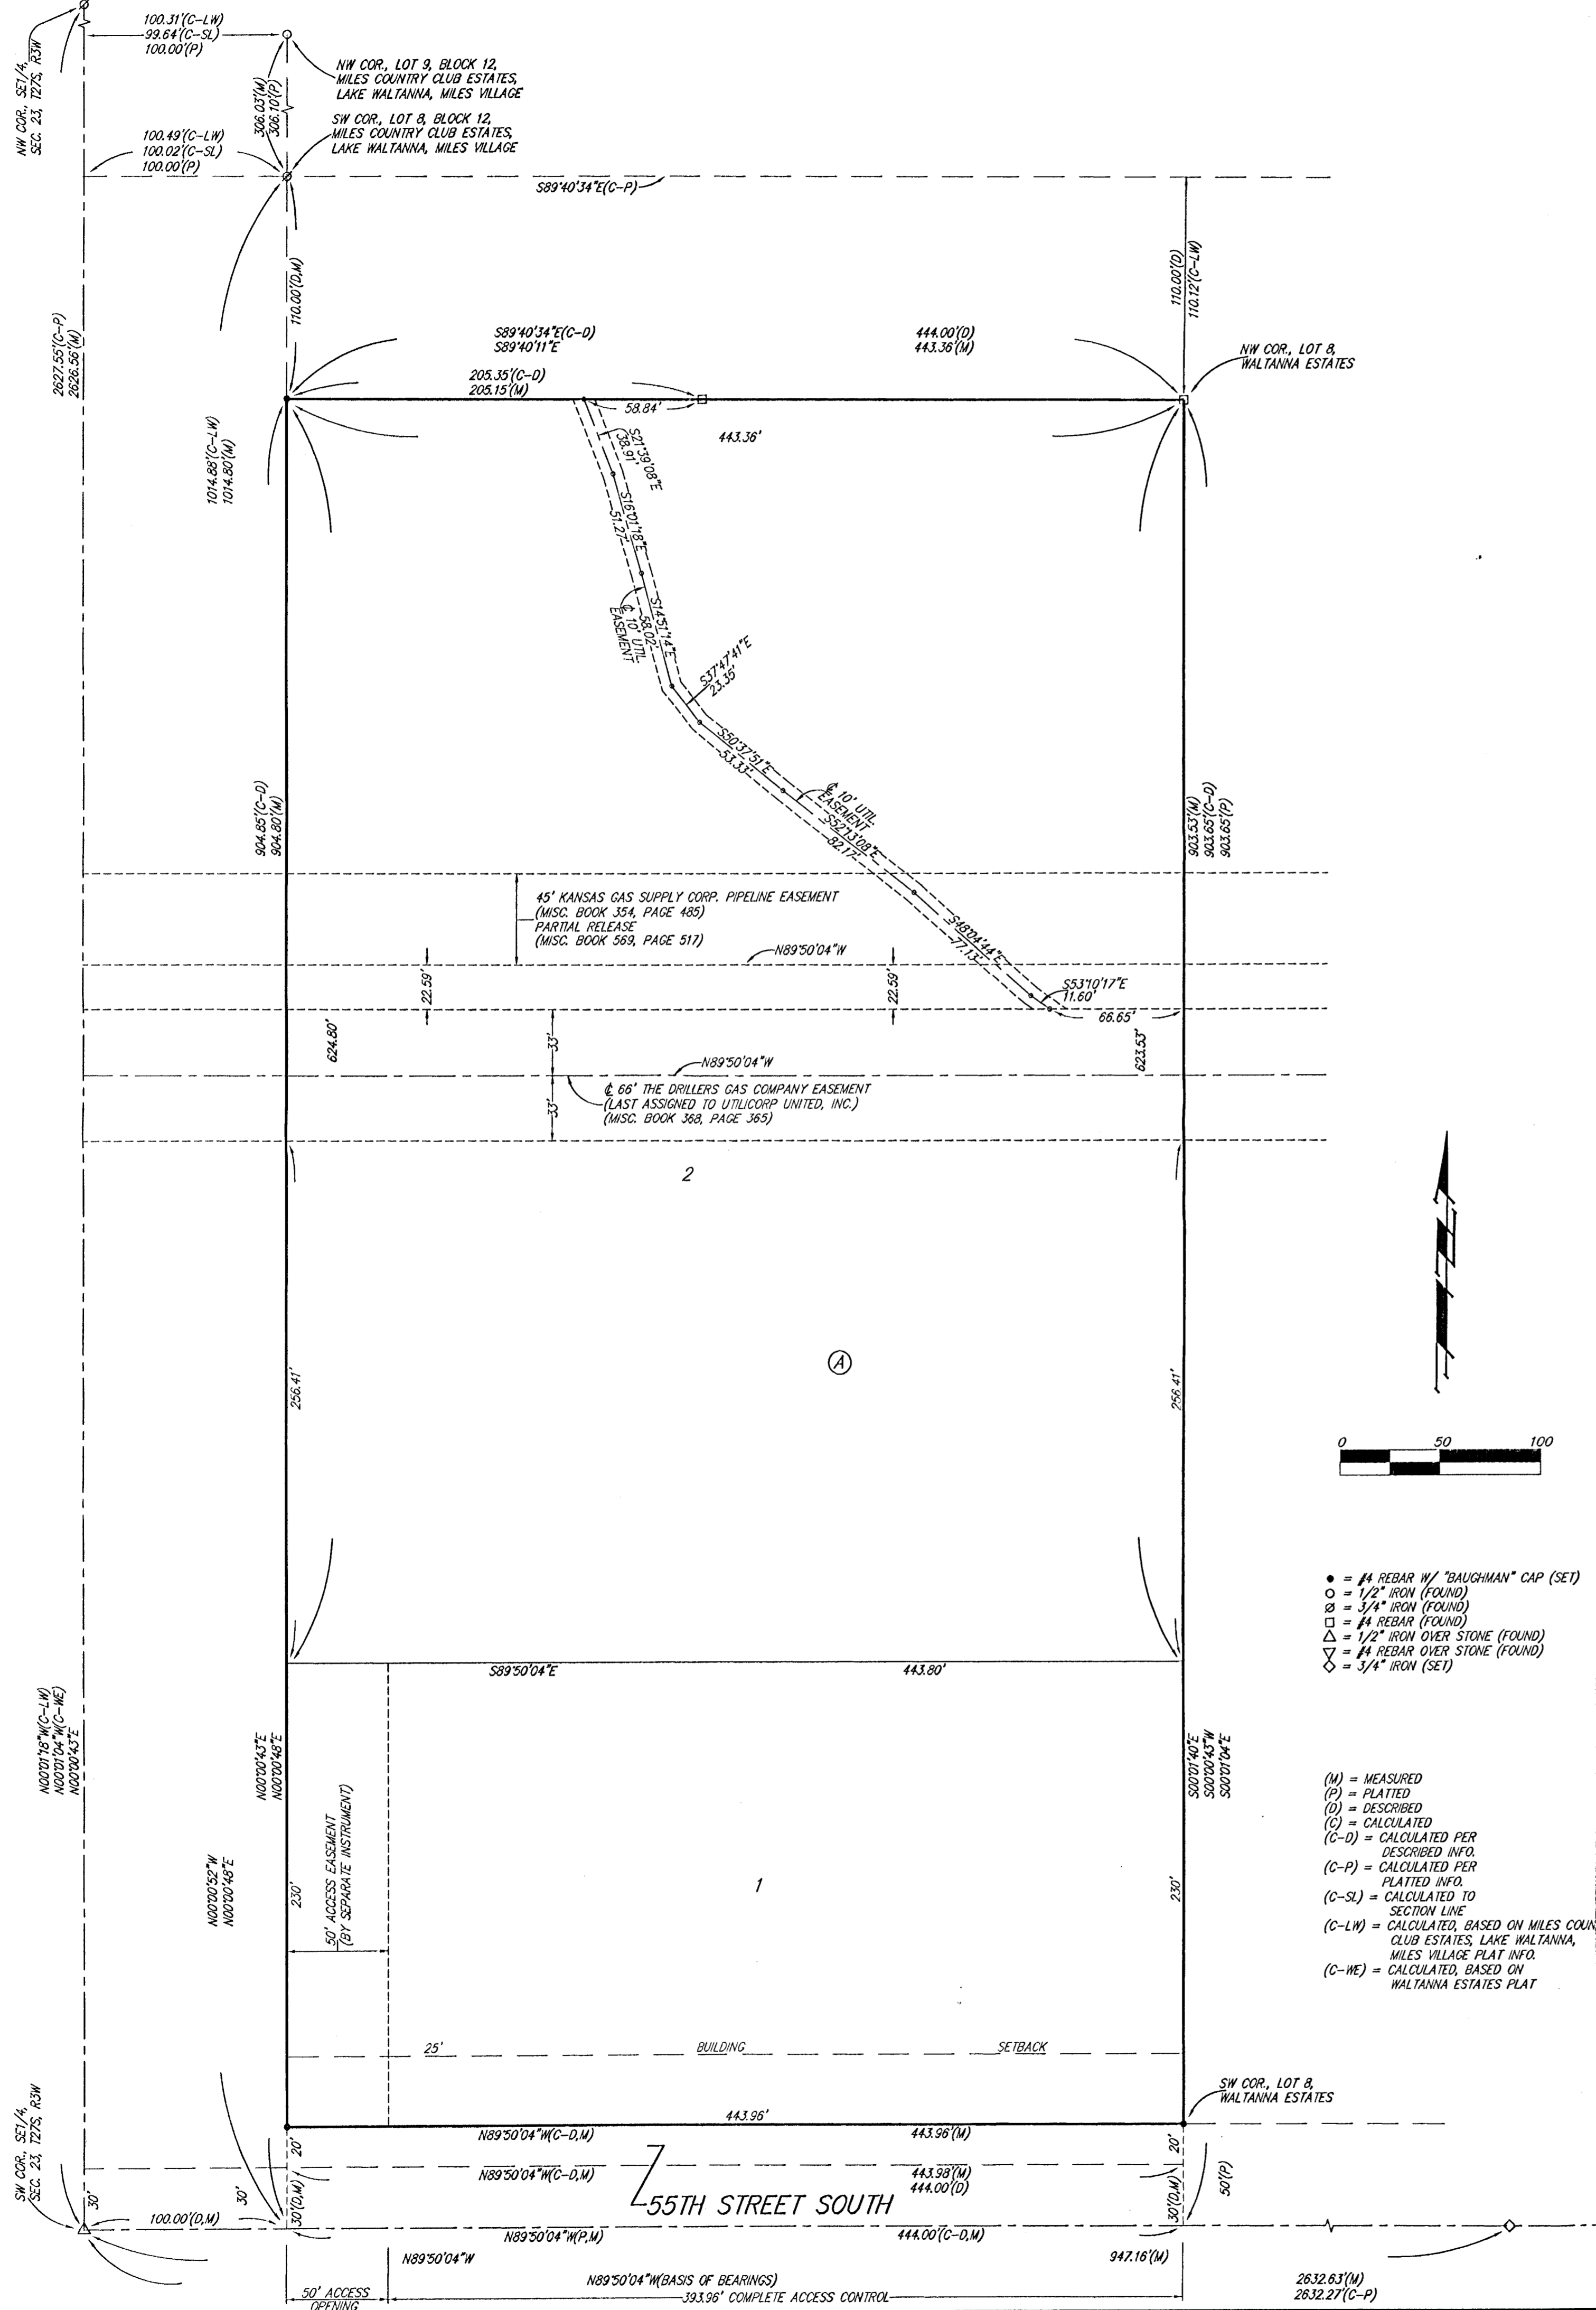 NW COR., SE1/4,
SEC. 23, T27S, R3W
100.31'(C-LW)
99.64'(C-SL)
100.00'(P)
NW COR., LOT 9, BLOCK 12,
MILES COUNTRY CLUB ESTATES,
LAKE WALTANNA, MILES VILLAGE
306.03'(M)
306.10'(P)
SW COR., LOT 8, BLOCK 12,
MILES COUNTRY CLUB ESTATES,
LAKE WALTANNA, MILES VILLAGE
100.49'(C-LW)
100.02'(C-SL)
100.00'(P)
S89°40'34"E(C-P)
110.00'(D,M)
110.00'(D)
110.12'(C-LW)
2627.55'(C-P)
2626.56'(M)
S89°40'34"E(C-D)
S89°40'11"E
444.00'(D)
443.36'(M)
NW COR., LOT 8,
WALTANNA ESTATES
205.35'(C-D)
205.15'(M)
58.84'
443.36'
1014.88'(C-LW)
1014.80'(M)
S21°39'08"E
38.91'
S16°01'18"E
51.27'
S14°51'14"E
58.02'
℄ 10' UTIL.
EASEMENT
S37°47'41"E
23.35'
S50°37'51"E
53.33'
℄ 10' UTIL.
EASEMENT
S52°13'08"E
82.17'
904.85'(C-D)
904.80'(M)
903.53'(M)
903.65'(C-D)
903.65'(P)
45' KANSAS GAS SUPPLY CORP. PIPELINE EASEMENT
(MISC. BOOK 354, PAGE 485)
PARTIAL RELEASE
(MISC. BOOK 569, PAGE 517)
S48°04'44"E
77.13'
N89°50'04"W
22.59'
22.59'
S53°10'17"E
11.60'
66.65'
624.80'
33'
623.53'
N89°50'04"W
℄ 66' THE DRILLERS GAS COMPANY EASEMENT
(LAST ASSIGNED TO UTILICORP UNITED, INC.)
(MISC. BOOK 368, PAGE 365)
33'
2
A
256.41'
256.41'
0 50 100
● = #4 REBAR W/ "BAUGHMAN" CAP (SET)
○ = 1/2" IRON (FOUND)
Ø = 3/4" IRON (FOUND)
□ = #4 REBAR (FOUND)
△ = 1/2" IRON OVER STONE (FOUND)
▽ = #4 REBAR OVER STONE (FOUND)
◇ = 3/4" IRON (SET)
S89°50'04"E
443.80'
N00°01'18"W(C-LW)
N00°01'04"W(C-WE)
N00°00'43"E
N00°00'43"E
N00°00'48"E
S00°01'40"E
S00°00'43"W
S00°01'04"E
(M) = MEASURED
(P) = PLATTED
(D) = DESCRIBED
(C) = CALCULATED
(C-D) = CALCULATED PER
DESCRIBED INFO.
(C-P) = CALCULATED PER
PLATTED INFO.
(C-SL) = CALCULATED TO
SECTION LINE
(C-LW) = CALCULATED, BASED ON MILES COUN
CLUB ESTATES, LAKE WALTANNA,
MILES VILLAGE PLAT INFO.
(C-WE) = CALCULATED, BASED ON
WALTANNA ESTATES PLAT
N00°00'52"W
N00°00'48"E
230'
50' ACCESS EASEMENT
(BY SEPARATE INSTRUMENT)
1
230'
25' BUILDING SETBACK
SW COR., LOT 8,
WALTANNA ESTATES
443.96'
N89°50'04"W(C-D,M)
443.96'(M)
20'
20'
N89°50'04"W(C-D,M)
443.98'(M)
444.00'(D)
50'(P)
SW COR., SE1/4,
SEC. 23, T27S, R3W
30'
30'
30'(D,M)
30'(D,M)
55TH STREET SOUTH
100.00'(D,M)
N89°50'04"W(P,M)
444.00'(C-D,M)
N89°50'04"W
947.16'(M)
N89°50'04"W(BASIS OF BEARINGS)
2632.63'(M)
2632.27'(C-P)
50' ACCESS
OPENING
393.96' COMPLETE ACCESS CONTROL